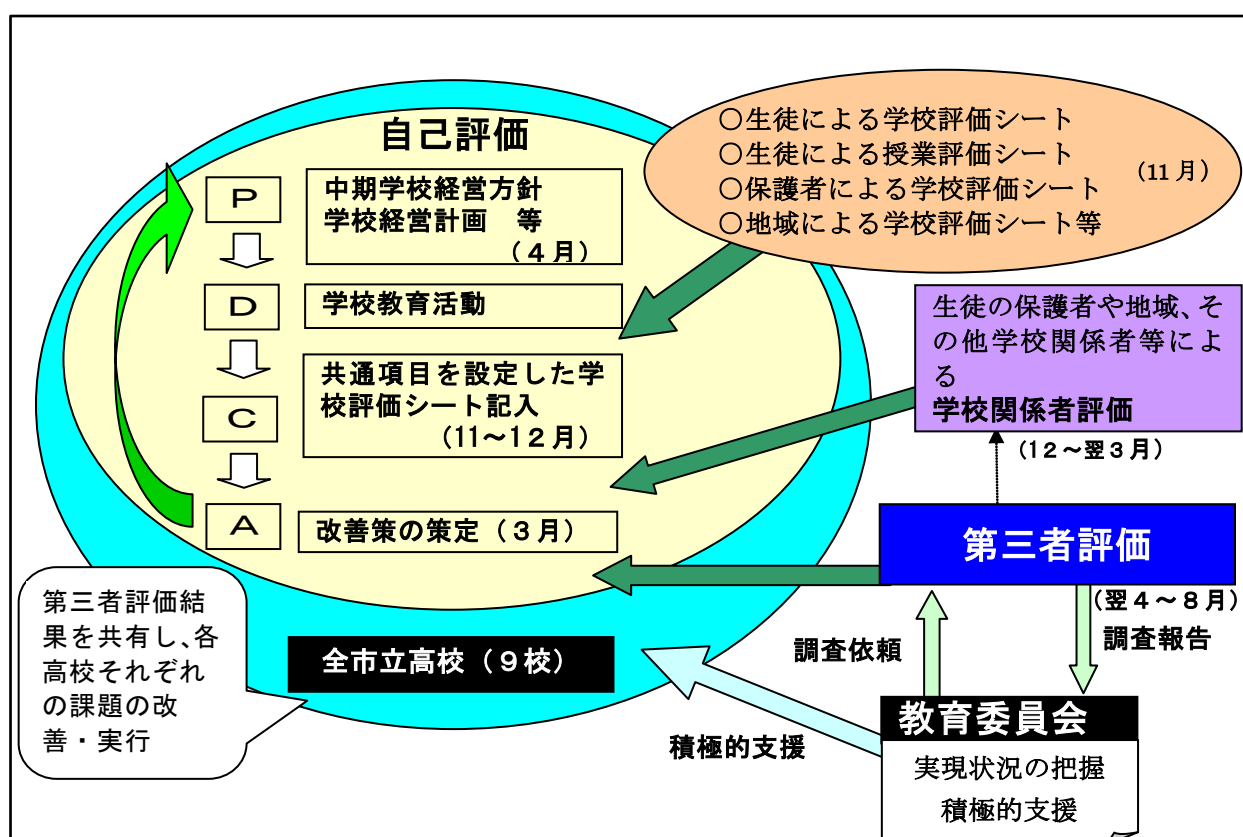 自己評価
P
中期学校経営方針
学校経営計画　等
（４月）
D
学校教育活動
C
共通項目を設定した学
校評価シート記入
（11～12月）
A
改善策の策定（３月）
〇生徒による学校評価シート
〇生徒による授業評価シート
〇保護者による学校評価シート
〇地域による学校評価シート等
（11月）
生徒の保護者や地域、そ
の他学校関係者等によ
る
学校関係者評価
（12～翌３月）
第三者評価
（翌４～８月）
調査依頼
調査報告
第三者評価結
果を共有し、各
高校それぞれ
の課題の改
善・実行
全市立高校（９校）
積極的支援
教育委員会
実現状況の把握
積極的支援